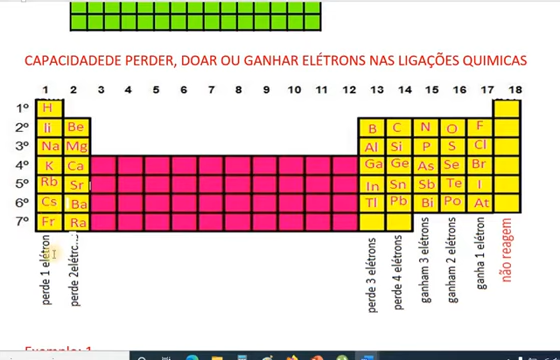 CAPACIDADEDE PERDER, DOAR OU GANHAR ELÉTRONS NAS LIGAÇÕES QUIMICAS
1 2 3 4 5 6 7 8 9 10 11 12 13 14 15 16 17 18
1º H
2º li Be B C N O F
3º Na Mg Al Si P S Cl
4º K Ca Ga Ge As Se Br
5º Rb Sr In Sn Sb Te I
6º Cs Ba Tl Pb Bi Po At
7º Fr Ra
perde 1 elétron
perde 2elétrons
perde 3 elétrons
perde 4 elétrons
ganham 3 elétrons
ganham 2 elétrons
ganha 1 elétron
não reagem
Exemplo: 1